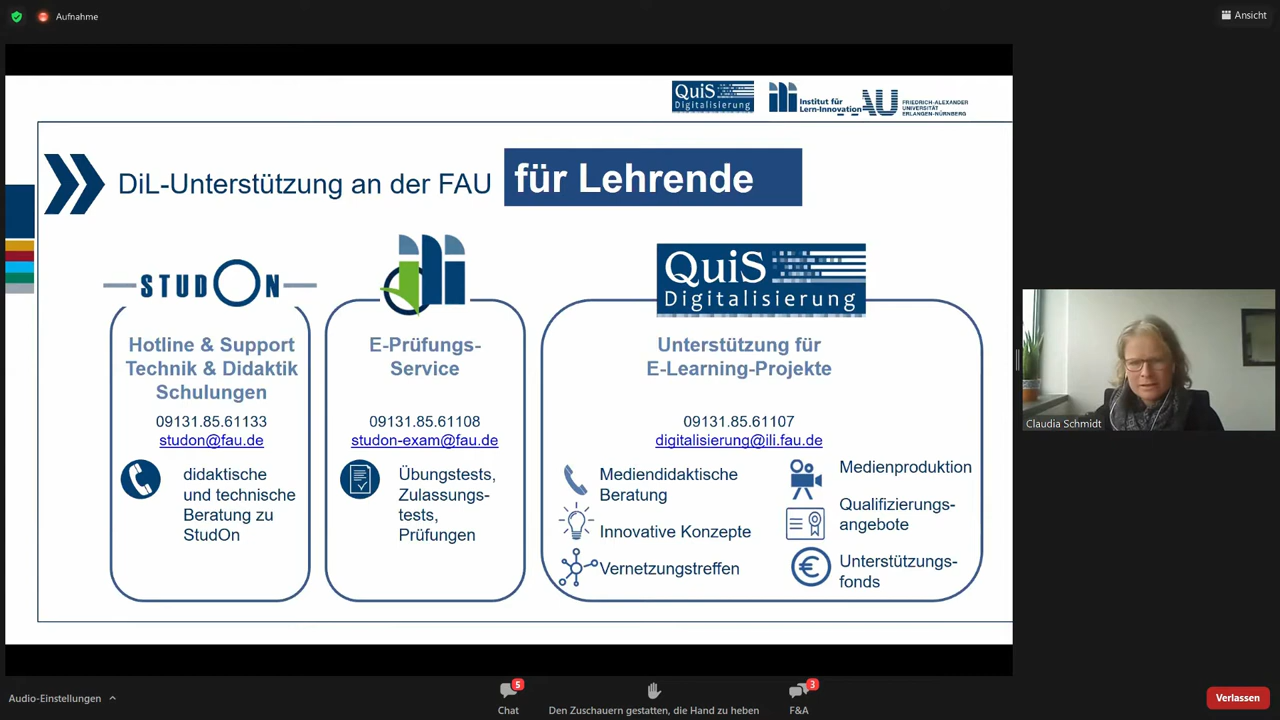 Aufnahme
Ansicht
QuiS
Digitalisierung
Institut für
Lern-Innovation
FRIEDRICH-ALEXANDER
UNIVERSITÄT
ERLANGEN-NÜRNBERG
DiL-Unterstützung an der FAU für Lehrende
STUDON
Hotline & Support
Technik & Didaktik
Schulungen
09131.85.61133
studon@fau.de
didaktische
und technische
Beratung zu
StudOn
E-Prüfungs-
Service
09131.85.61108
studon-exam@fau.de
Übungstests,
Zulassungs-
tests,
Prüfungen
QuiS
Digitalisierung
Unterstützung für
E-Learning-Projekte
09131.85.61107
digitalisierung@ili.fau.de
Mediendidaktische
Beratung
Innovative Konzepte
Vernetzungstreffen
Medienproduktion
Qualifizierungs-
angebote
€
Unterstützungs-
fonds
Claudia Schmidt
Audio-Einstellungen
5
Chat
Den Zuschauern gestatten, die Hand zu heben
3
F&A
Verlassen